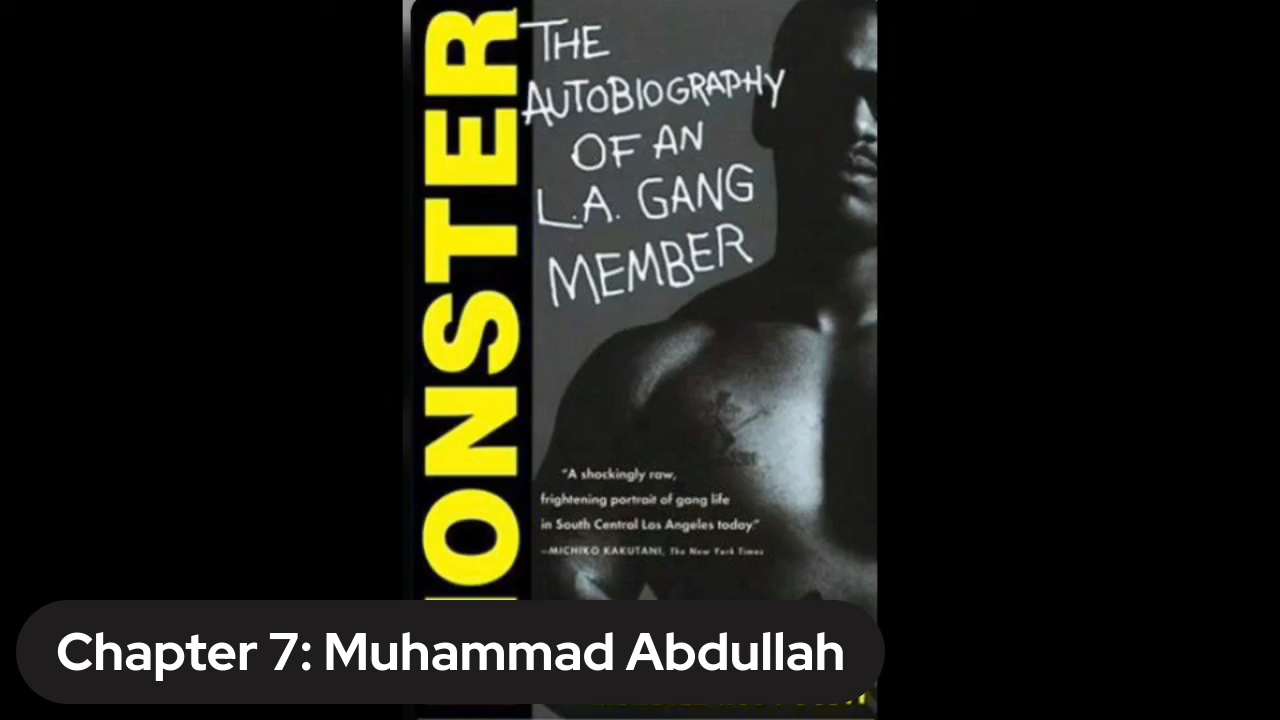 ONSTER
THE
AUTOBIOGRAPHY
OF AN
L.A. GANG
MEMBER
"A shockingly raw,
frightening portrait of gang life
in South Central Los Angeles today."
—MICHIKO KAKUTANI, The New York Times
Chapter 7: Muhammad Abdullah